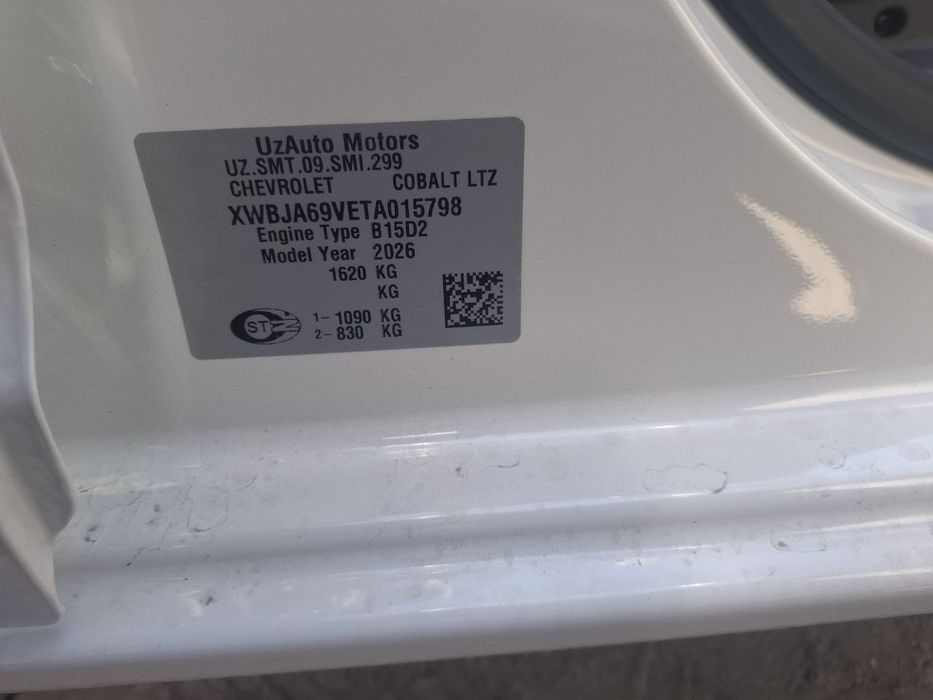 UzAuto Motors
UZ.SMT.09.SMI.299
CHEVROLET COBALT LTZ
XWBJA69VETA015798
Engine Type B15D2
Model Year 2026
1620 KG
KG
1- 1090 KG
2- 830 KG
ST